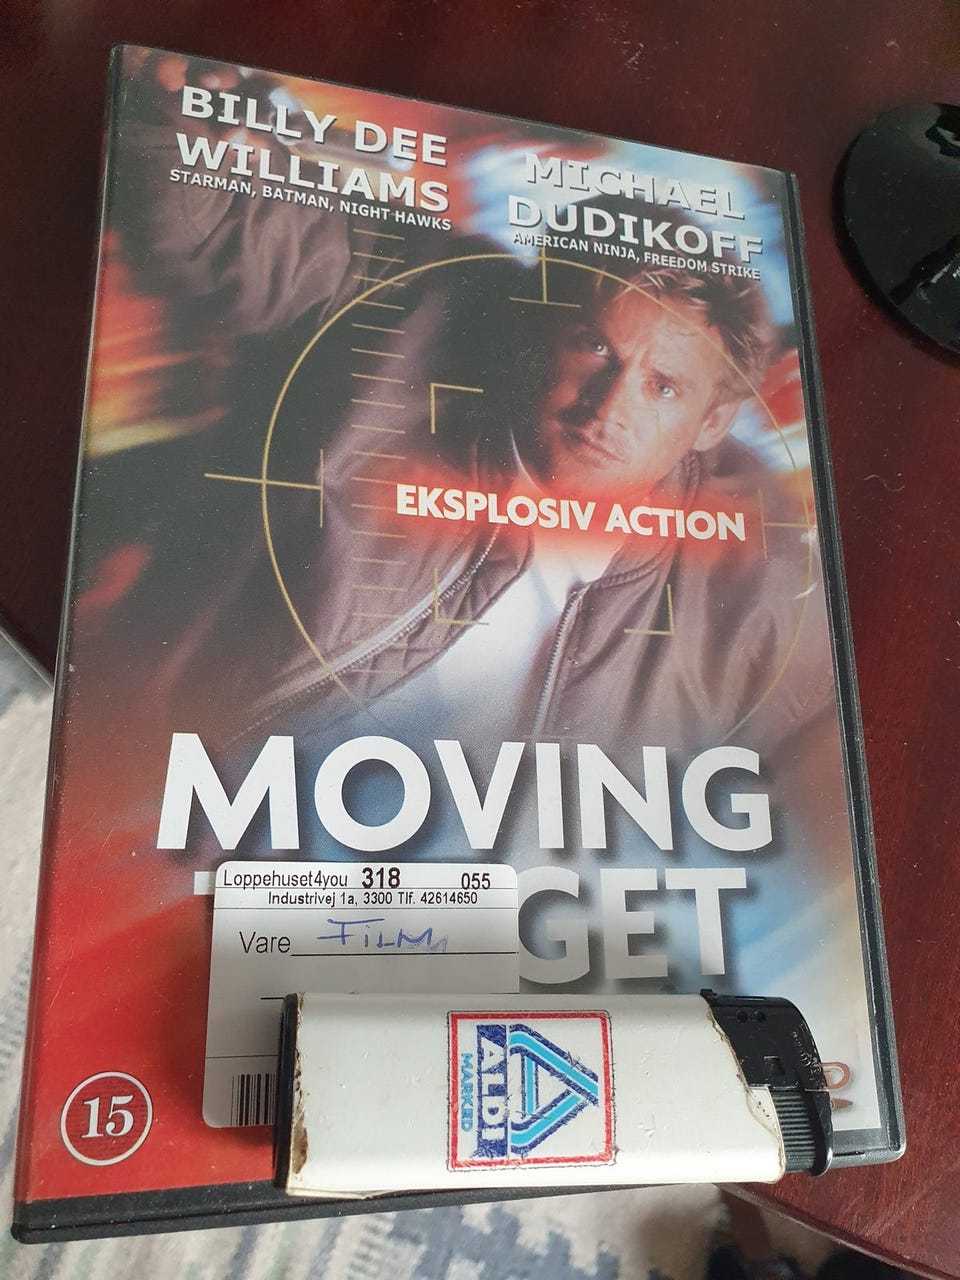 BILLY DEE
WILLIAMS
STARMAN, BATMAN, NIGHT HAWKS
MICHAEL
DUDIKOFF
AMERICAN NINJA, FREEDOM STRIKE
EKSPLOSIV ACTION
MOVING
GET
Loppehuset4you 318 055
Industrivej 1a, 3300 Tlf. 42614650
Vare FILM
15
ALDI
MARKED